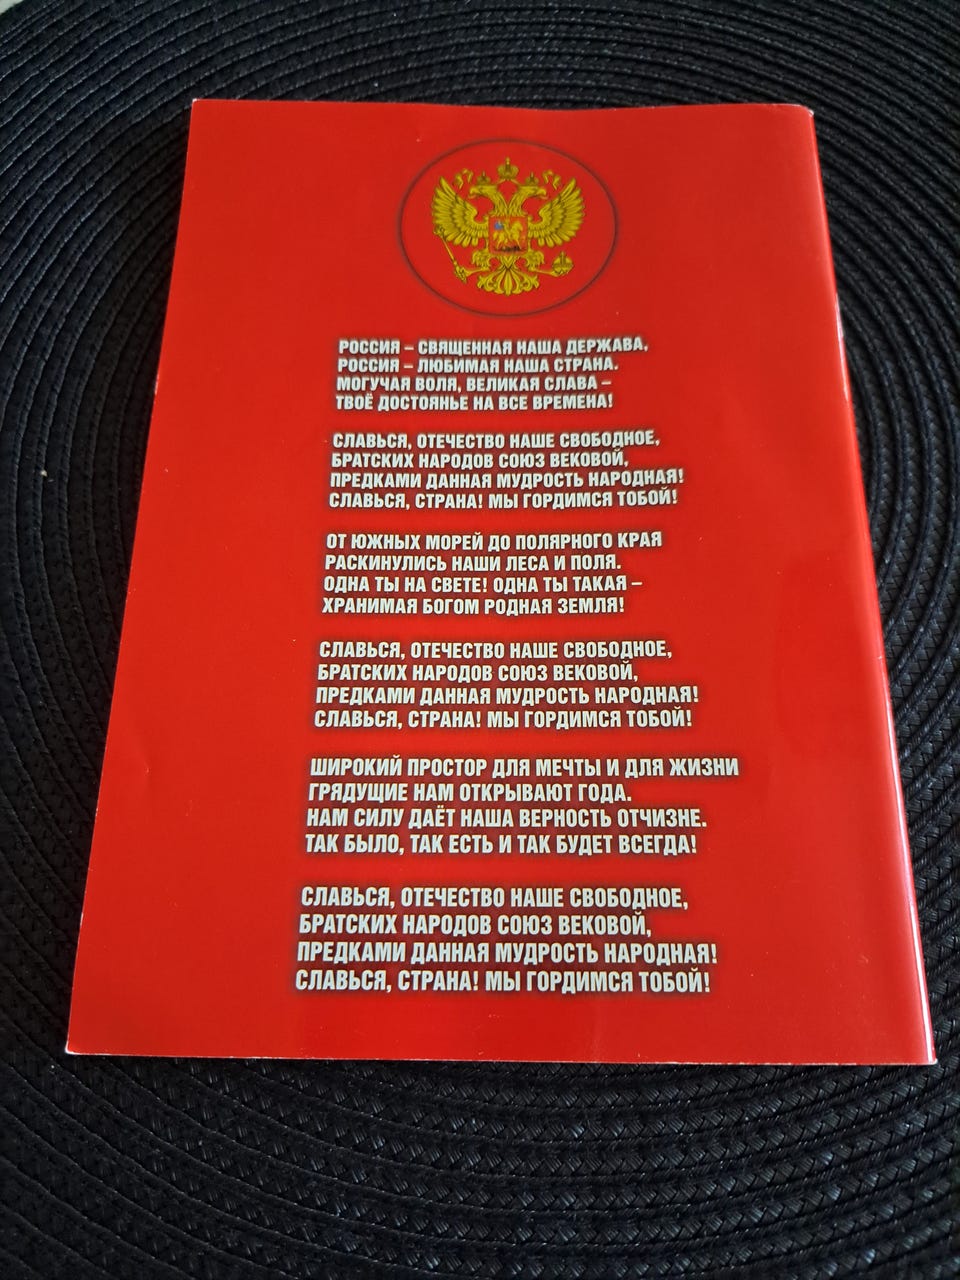 РОССИЯ – СВЯЩЕННАЯ НАША ДЕРЖАВА,
РОССИЯ – ЛЮБИМАЯ НАША СТРАНА.
МОГУЧАЯ ВОЛЯ, ВЕЛИКАЯ СЛАВА –
ТВОЁ ДОСТОЯНЬЕ НА ВСЕ ВРЕМЕНА!
СЛАВЬСЯ, ОТЕЧЕСТВО НАШЕ СВОБОДНОЕ,
БРАТСКИХ НАРОДОВ СОЮЗ ВЕКОВОЙ,
ПРЕДКАМИ ДАННАЯ МУДРОСТЬ НАРОДНАЯ!
СЛАВЬСЯ, СТРАНА! МЫ ГОРДИМСЯ ТОБОЙ!
ОТ ЮЖНЫХ МОРЕЙ ДО ПОЛЯРНОГО КРАЯ
РАСКИНУЛИСЬ НАШИ ЛЕСА И ПОЛЯ.
ОДНА ТЫ НА СВЕТЕ! ОДНА ТЫ ТАКАЯ –
ХРАНИМАЯ БОГОМ РОДНАЯ ЗЕМЛЯ!
СЛАВЬСЯ, ОТЕЧЕСТВО НАШЕ СВОБОДНОЕ,
БРАТСКИХ НАРОДОВ СОЮЗ ВЕКОВОЙ,
ПРЕДКАМИ ДАННАЯ МУДРОСТЬ НАРОДНАЯ!
СЛАВЬСЯ, СТРАНА! МЫ ГОРДИМСЯ ТОБОЙ!
ШИРОКИЙ ПРОСТОР ДЛЯ МЕЧТЫ И ДЛЯ ЖИЗНИ
ГРЯДУЩИЕ НАМ ОТКРЫВАЮТ ГОДА.
НАМ СИЛУ ДАЁТ НАША ВЕРНОСТЬ ОТЧИЗНЕ.
ТАК БЫЛО, ТАК ЕСТЬ И ТАК БУДЕТ ВСЕГДА!
СЛАВЬСЯ, ОТЕЧЕСТВО НАШЕ СВОБОДНОЕ,
БРАТСКИХ НАРОДОВ СОЮЗ ВЕКОВОЙ,
ПРЕДКАМИ ДАННАЯ МУДРОСТЬ НАРОДНАЯ!
СЛАВЬСЯ, СТРАНА! МЫ ГОРДИМСЯ ТОБОЙ!